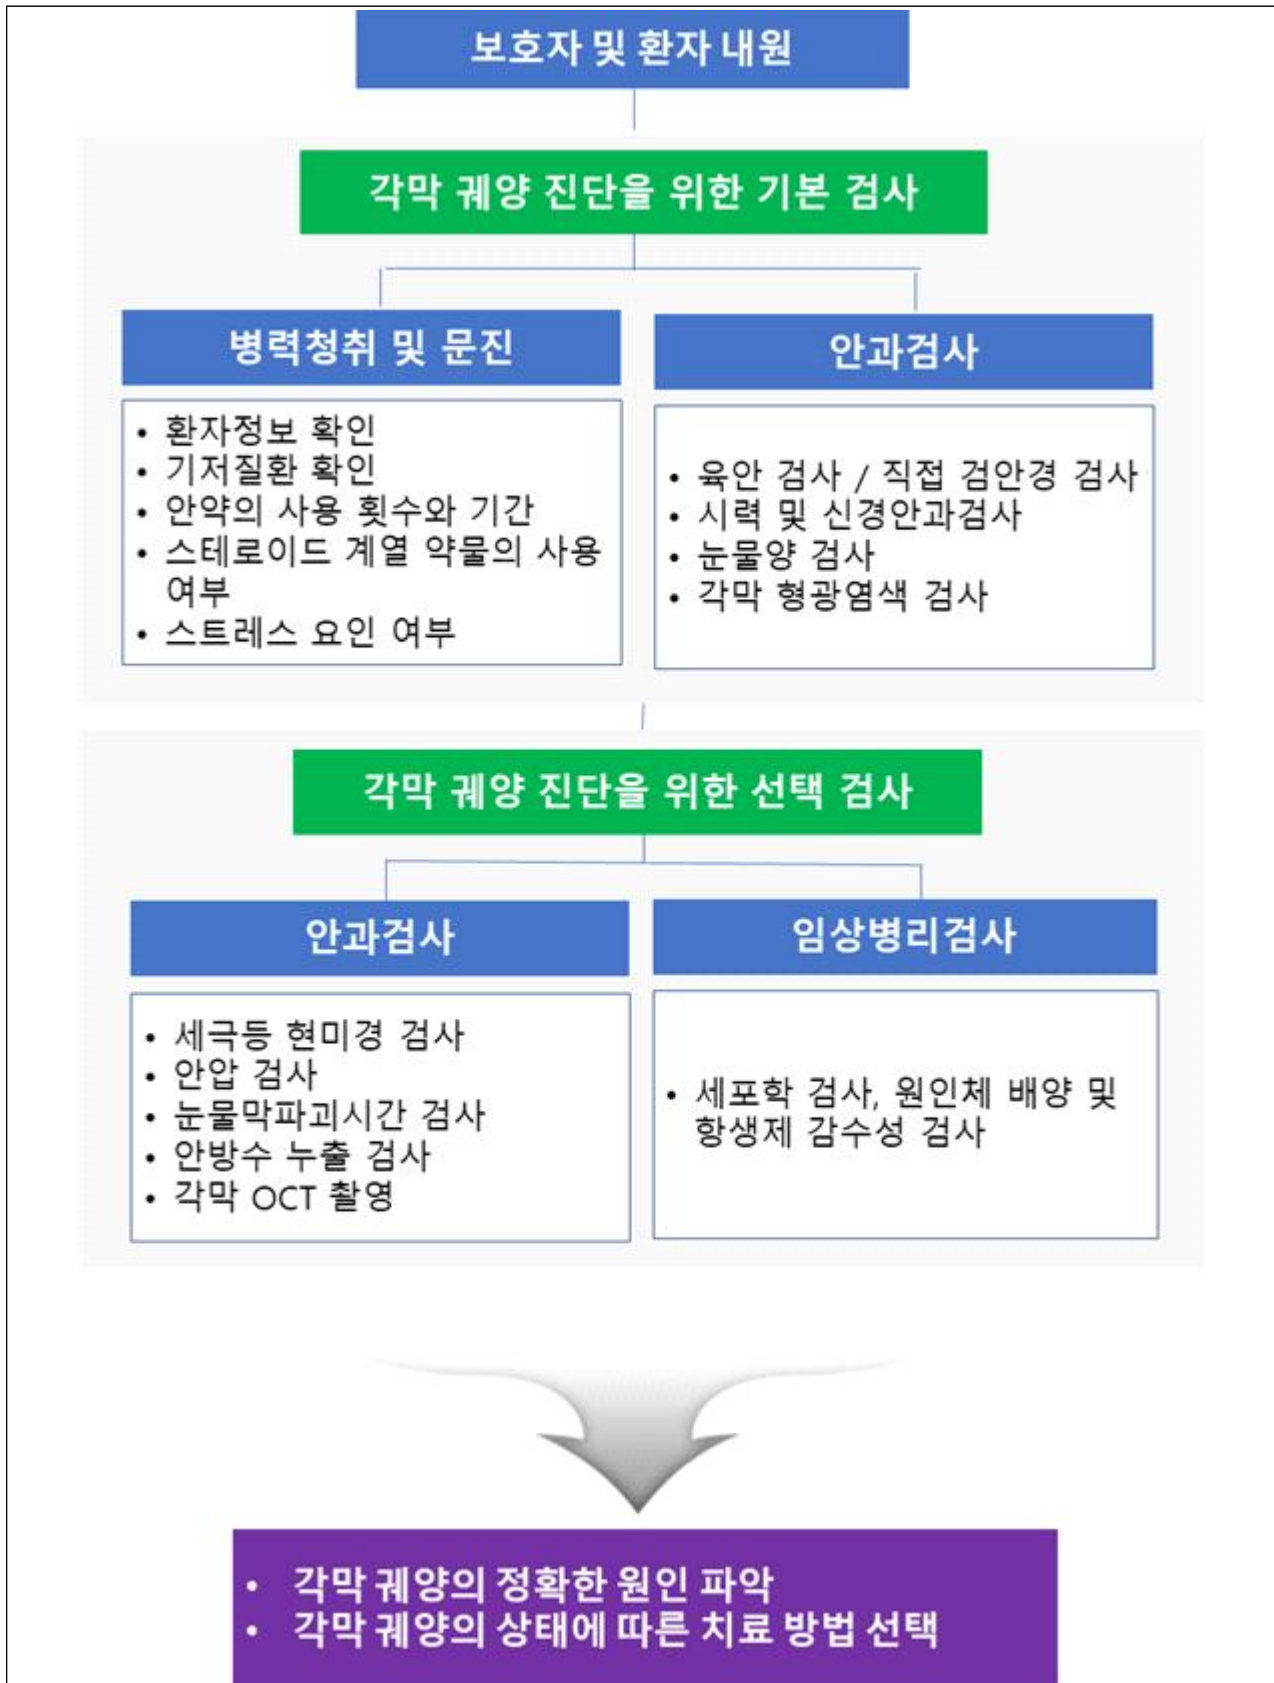 보호자 및 환자 내원
각막 궤양 진단을 위한 기본 검사
병력청취 및 문진
• 환자정보 확인
• 기저질환 확인
• 안약의 사용 횟수와 기간
• 스테로이드 계열 약물의 사용
여부
• 스트레스 요인 여부
안과검사
• 육안 검사 / 직접 검안경 검사
• 시력 및 신경안과검사
• 눈물양 검사
• 각막 형광염색 검사
각막 궤양 진단을 위한 선택 검사
안과검사
• 세극등 현미경 검사
• 안압 검사
• 눈물막파괴시간 검사
• 안방수 누출 검사
• 각막 OCT 촬영
임상병리검사
• 세포학 검사, 원인체 배양 및
항생제 감수성 검사
• 각막 궤양의 정확한 원인 파악
• 각막 궤양의 상태에 따른 치료 방법 선택